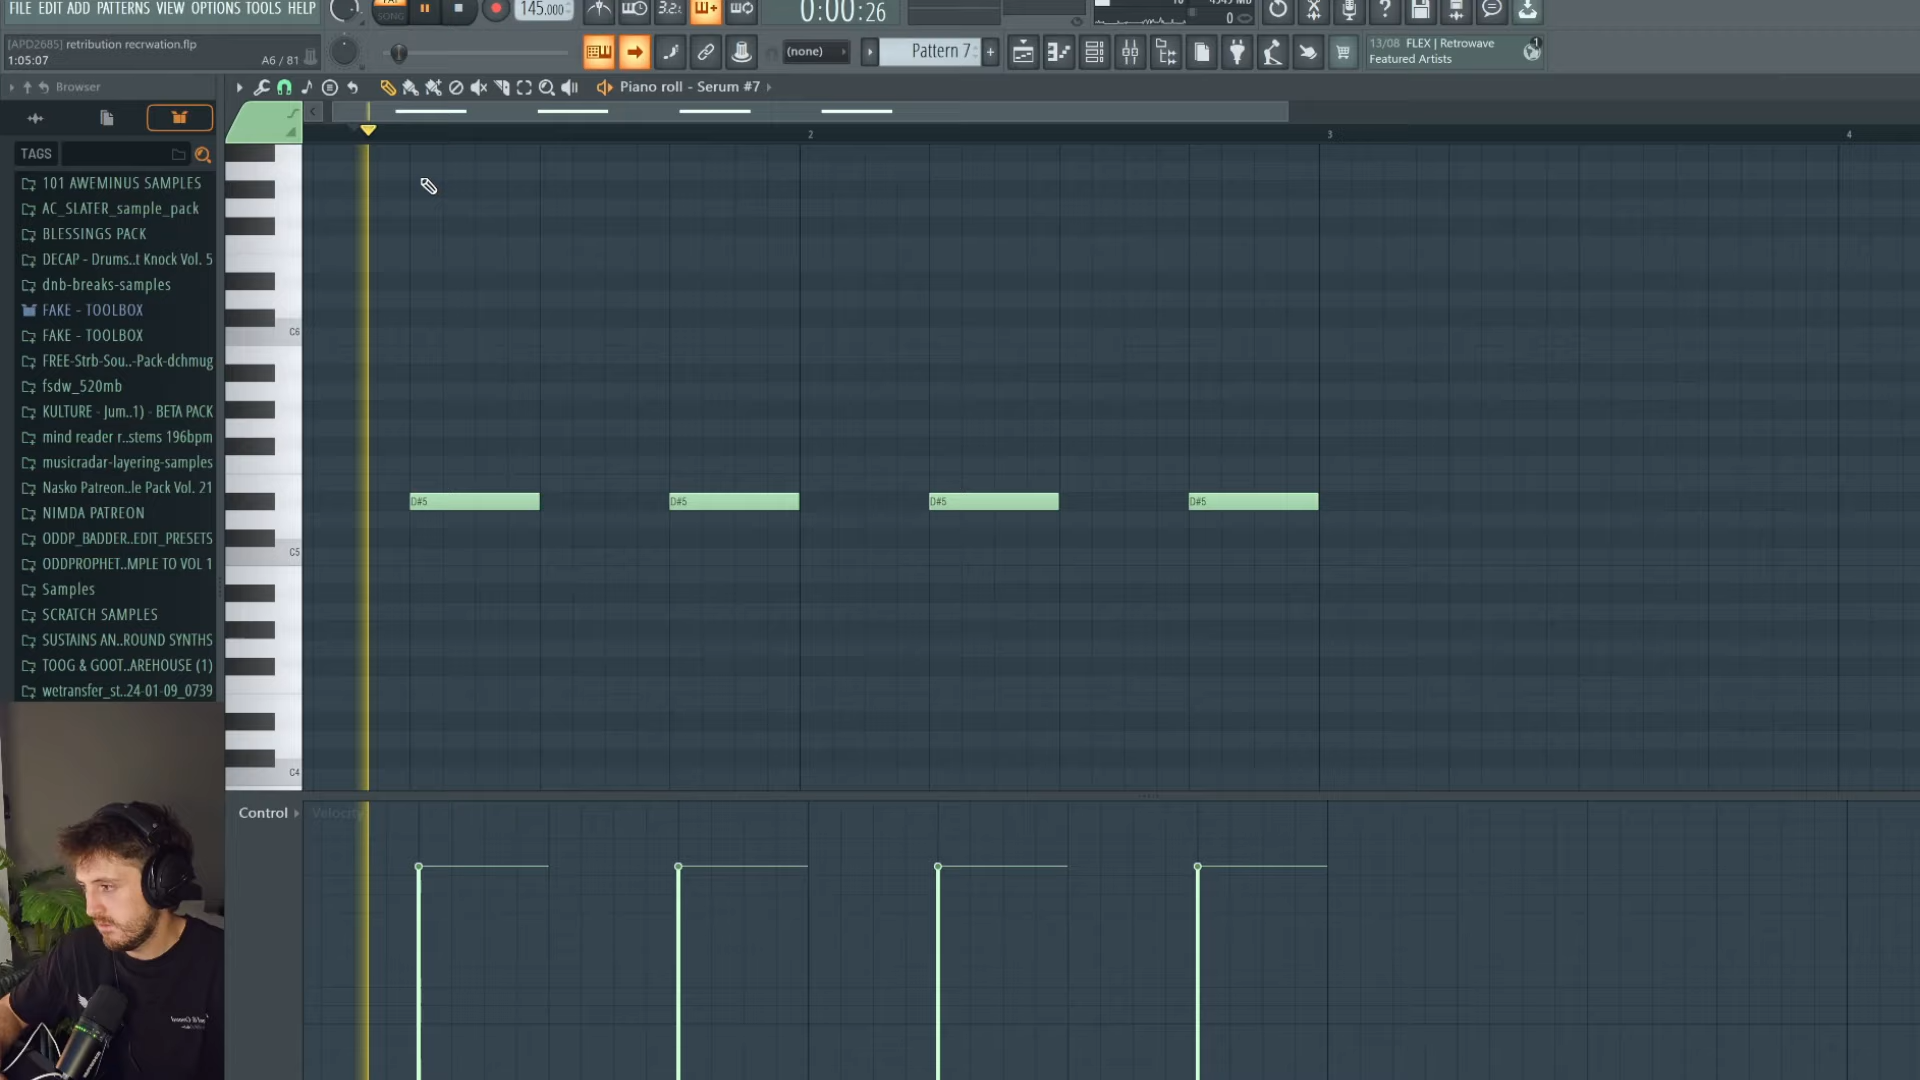 FILE EDIT ADD PATTERNS VIEW OPTIONS TOOLS HELP
SONG
145.000
3.2.
0:00:26
0
[APD2685] retribution recrwation.flp
1:05:07
A6 / 81
(none)
Pattern 7
13/08 FLEX | Retrowave
Featured Artists
Browser
Piano roll - Serum #7
TAGS
2
3
4
101 AWEMINUS SAMPLES
AC_SLATER_sample_pack
BLESSINGS PACK
DECAP - Drums..t Knock Vol. 5
dnb-breaks-samples
FAKE - TOOLBOX
FAKE - TOOLBOX
FREE-Strb-Sou..-Pack-dchmug
fsdw_520mb
KULTURE - Jum..1) - BETA PACK
mind reader r..stems 196bpm
musicradar-layering-samples
Nasko Patreon..le Pack Vol. 21
NIMDA PATREON
ODDP_BADDER..EDIT_PRESETS
ODDPROPHET..MPLE TO VOL 1
Samples
SCRATCH SAMPLES
SUSTAINS AN..ROUND SYNTHS
TOOG & GOOT..AREHOUSE (1)
wetransfer_st..24-01-09_0739
C6
D#5
D#5
D#5
D#5
C5
C4
Control
Velocity